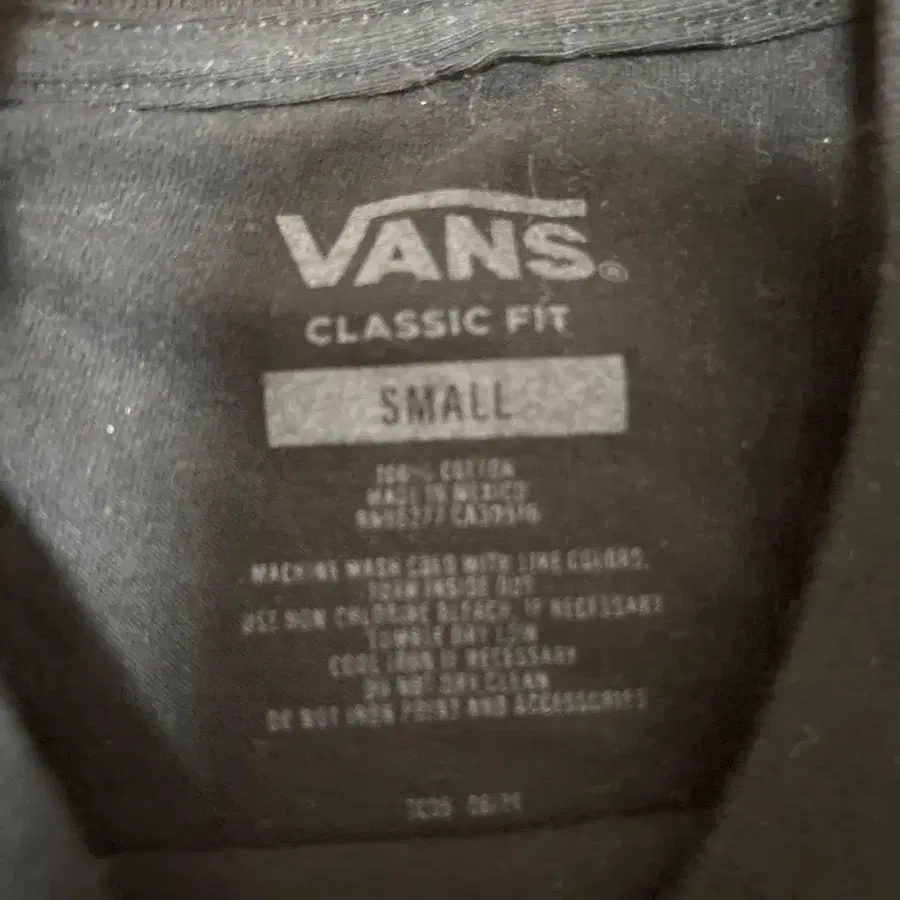 VANS®
CLASSIC FIT
SMALL
100% COTTON
MADE IN MEXICO
MACHINE WASH COLD WITH LIKE COLORS.
TURN INSIDE OUT
USE NON CHLORINE BLEACH, IF NECESSARY
TUMBLE DRY LOW
COOL IRON IF NECESSARY
DO NOT DRY CLEAN
DO NOT IRON PRINT AND ACCESSORIES